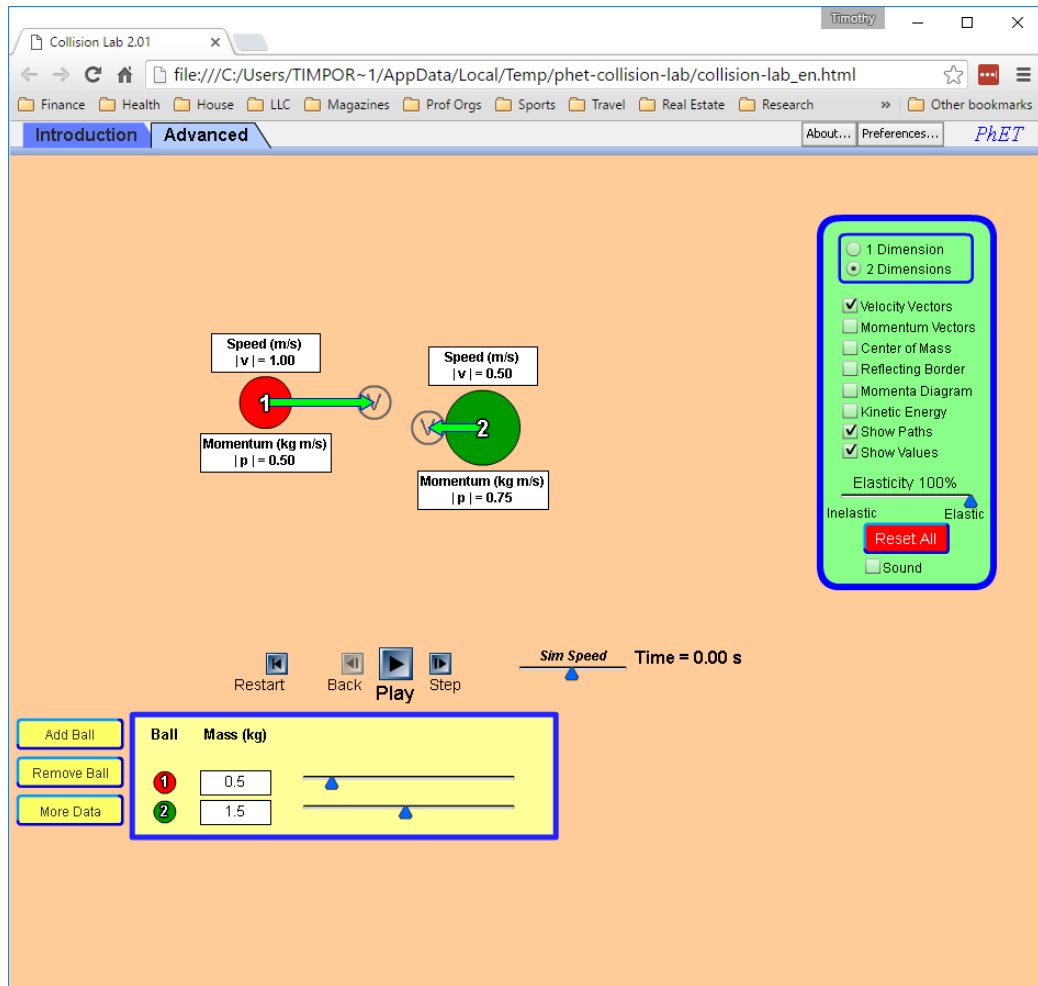 Timothy
Collision Lab 2.01
file:///C:/Users/TIMPOR~1/AppData/Local/Temp/phet-collision-lab/collision-lab_en.html
Finance Health House LLC Magazines Prof Orgs Sports Travel Real Estate Research » Other bookmarks
Introduction Advanced About... Preferences... PhET
1 Dimension
2 Dimensions
Velocity Vectors
Momentum Vectors
Center of Mass
Reflecting Border
Momenta Diagram
Kinetic Energy
Show Paths
Show Values
Elasticity 100%
Inelastic Elastic
Reset All
Sound
Speed (m/s)
| v | = 1.00
1 V
Momentum (kg m/s)
| p | = 0.50
Speed (m/s)
| v | = 0.50
V 2
Momentum (kg m/s)
| p | = 0.75
Restart Back Play Step
Sim Speed Time = 0.00 s
Add Ball
Remove Ball
More Data
Ball Mass (kg)
1 0.5
2 1.5